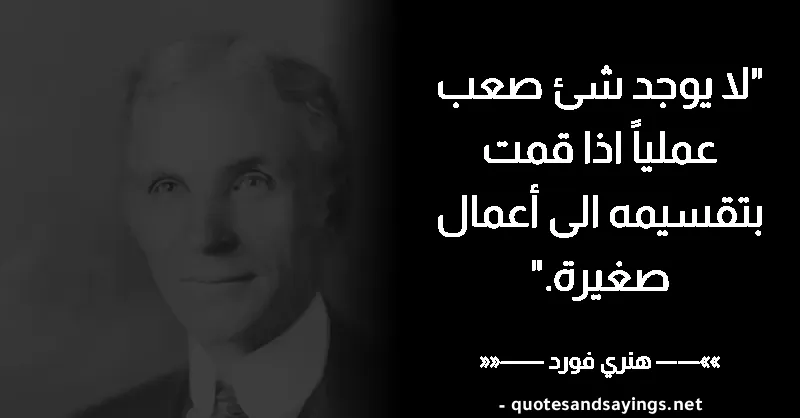 "لا يوجد شئ صعب
عملياً اذا قمت
بتقسيمه الى أعمال
صغيرة."
»»—— هنري فورد ——««
- quotesandsayings.net